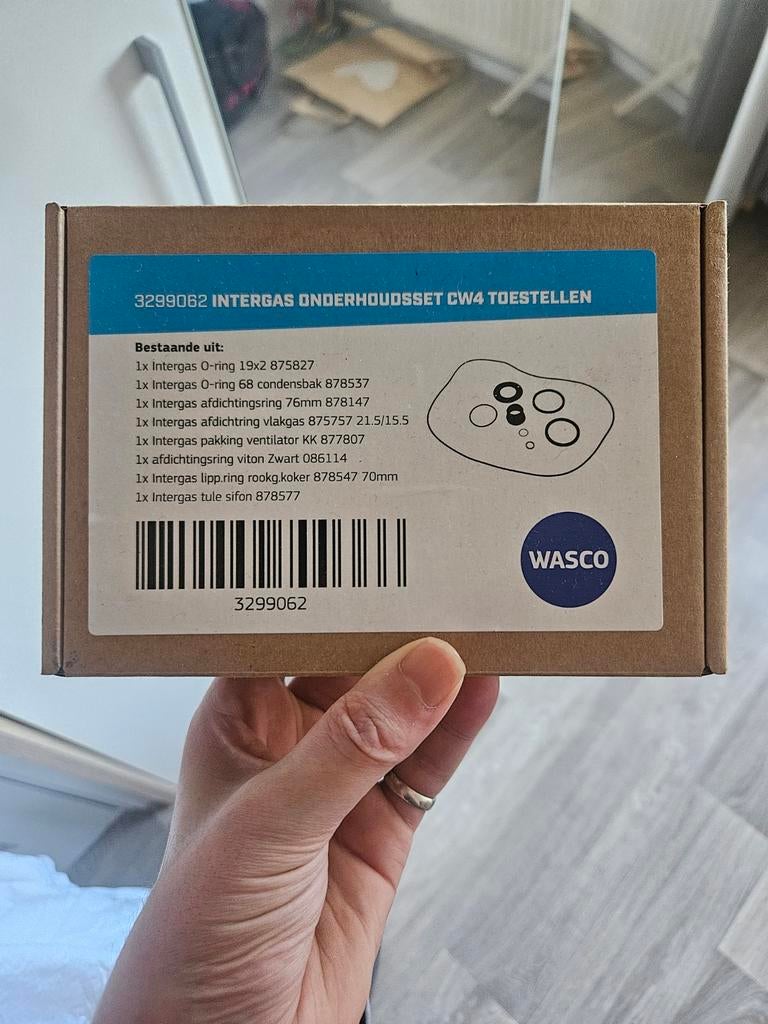 3299062 INTERGAS ONDERHOUDSSET CW4 TOESTELLEN
Bestaande uit:
1x Intergas O-ring 19x2 875827
1x Intergas O-ring 68 condensbak 878537
1x Intergas afdichtingsring 76mm 878147
1x Intergas afdichtring vlakgas 875757 21.5/15.5
1x Intergas pakking ventilator KK 877807
1x afdichtingsring viton Zwart 086114
1x Intergas lipp.ring rookg.koker 878547 70mm
1x Intergas tule sifon 878577
3299062
WASCO